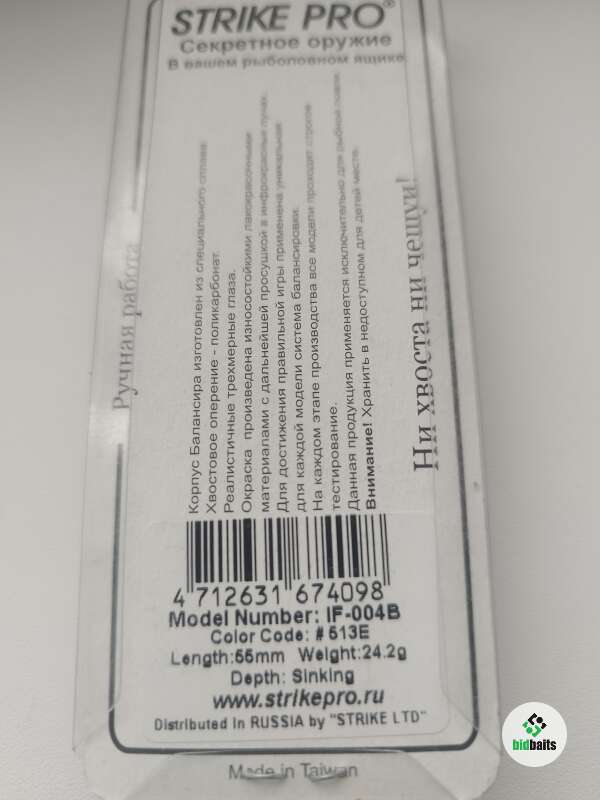 STRIKE PRO®
Секретное оружие
В вашем рыболовном ящике
Ручная работа
Корпус Балансира изготовлен из специального сплава.
Хвостовое оперение - поликарбонат.
Реалистичные трехмерные глаза.
Окраска произведена износостойкими лакокрасочными
материалами с дальнейшей просушкой в инфрокрасных лучах.
Для достижения правильной игры применена уникальная
для каждой модели система балансировки.
На каждом этапе производства все модели проходят строгое
тестирование.
Данная продукция применяется исключительно для рыбной ловли.
Внимание! Хранить в недоступном для детей месте.
Ни хвоста ни чешуи!
4 712631 674098
Model Number: IF-004B
Color Code: #513E
Length:55mm Weight:24.2g
Depth: Sinking
www.strikepro.ru
Distributed in RUSSIA by "STRIKE LTD"
Made in Taiwan
bidbaits